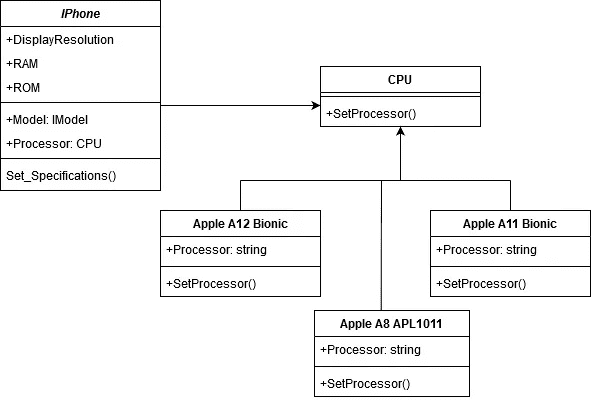 IPhone
+DisplayResolution
+RAM
+ROM
+Model: IModel
+Processor: CPU
Set_Specifications()
CPU
+SetProcessor()
Apple A12 Bionic
+Processor: string
+SetProcessor()
Apple A11 Bionic
+Processor: string
+SetProcessor()
Apple A8 APL1011
+Processor: string
+SetProcessor()